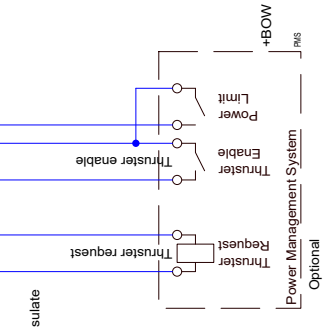 +BOW
PMS
Power
Limit
Thruster enable
Thruster
Enable
Thruster request
Thruster
Request
Power Management System
Optional
sulate